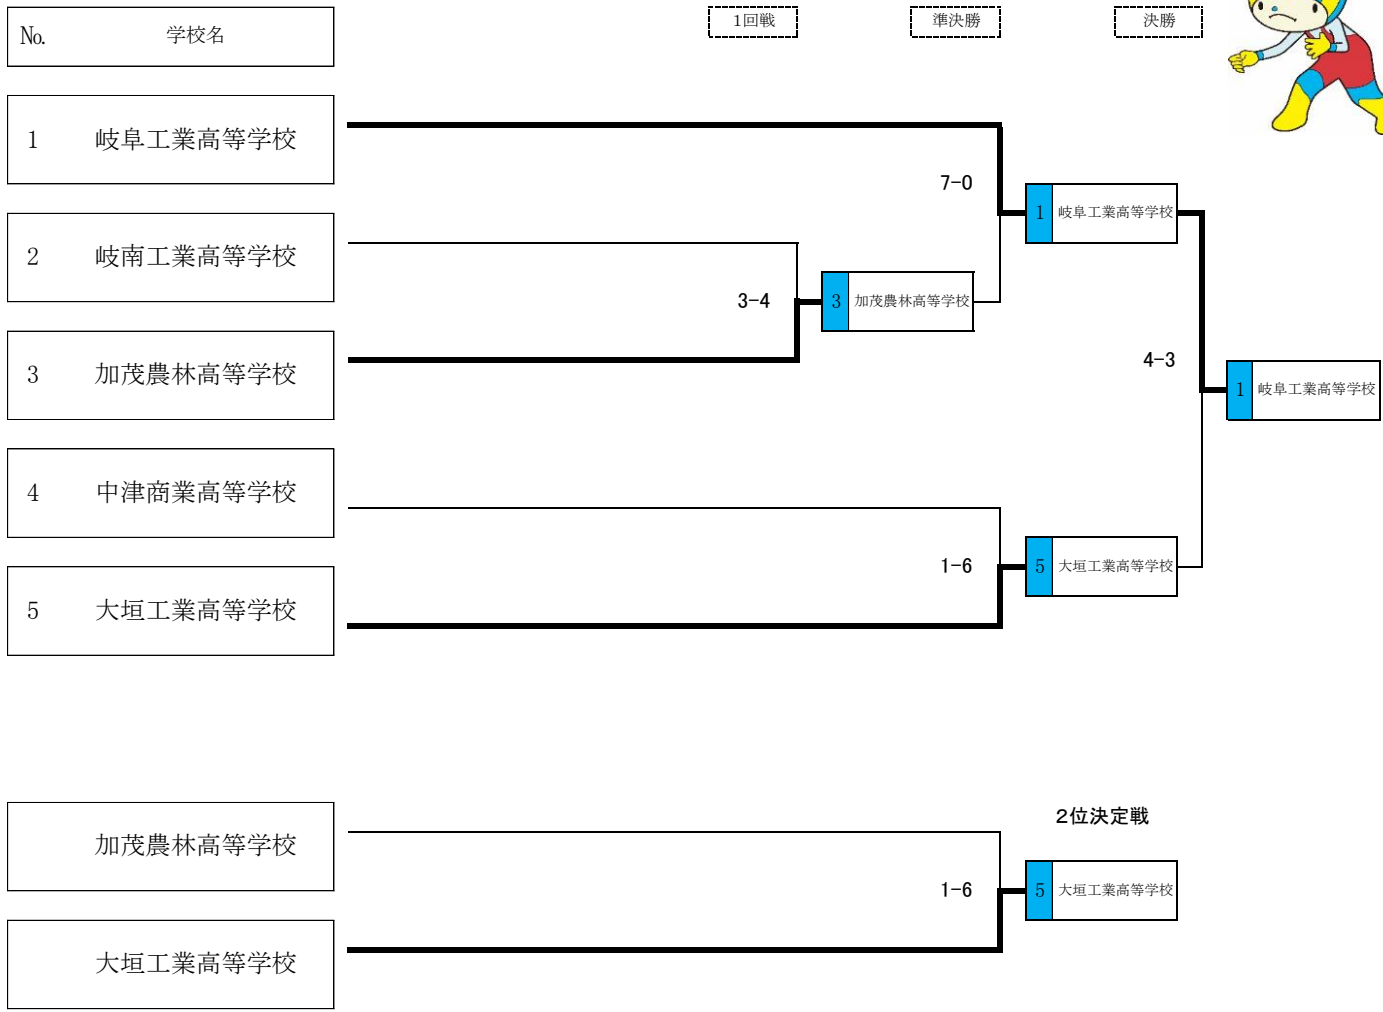 № 学校名 1回戦 準決勝 決勝
1 岐阜工業高等学校
7-0
1 岐阜工業高等学校
2 岐南工業高等学校
3-4
3 加茂農林高等学校
3 加茂農林高等学校
4-3
1 岐阜工業高等学校
4 中津商業高等学校
1-6
5 大垣工業高等学校
5 大垣工業高等学校
2位決定戦
加茂農林高等学校
1-6
5 大垣工業高等学校
大垣工業高等学校